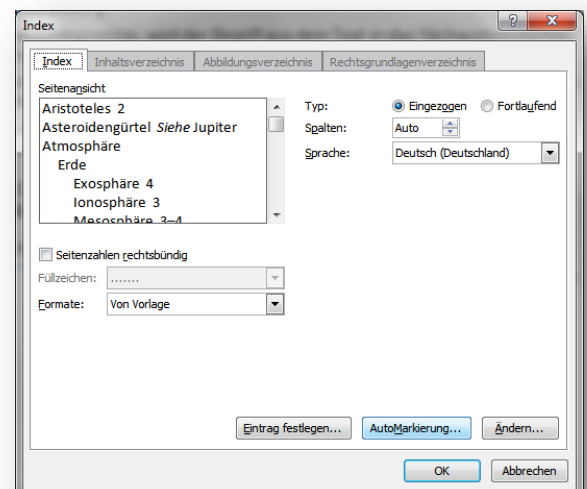 Index
Index Inhaltsverzeichnis Abbildungsverzeichnis Rechtsgrundlagenverzeichnis
Seitenansicht
Aristoteles 2
Asteroidengürtel Siehe Jupiter
Atmosphäre
Erde
Exosphäre 4
Ionosphäre 3
Mesosphäre 3–4
Typ: Eingezogen Fortlaufend
Spalten: Auto
Sprache: Deutsch (Deutschland)
Seitenzahlen rechtsbündig
Füllzeichen: .......
Formate: Von Vorlage
Eintrag festlegen... AutoMarkierung... Ändern...
OK Abbrechen